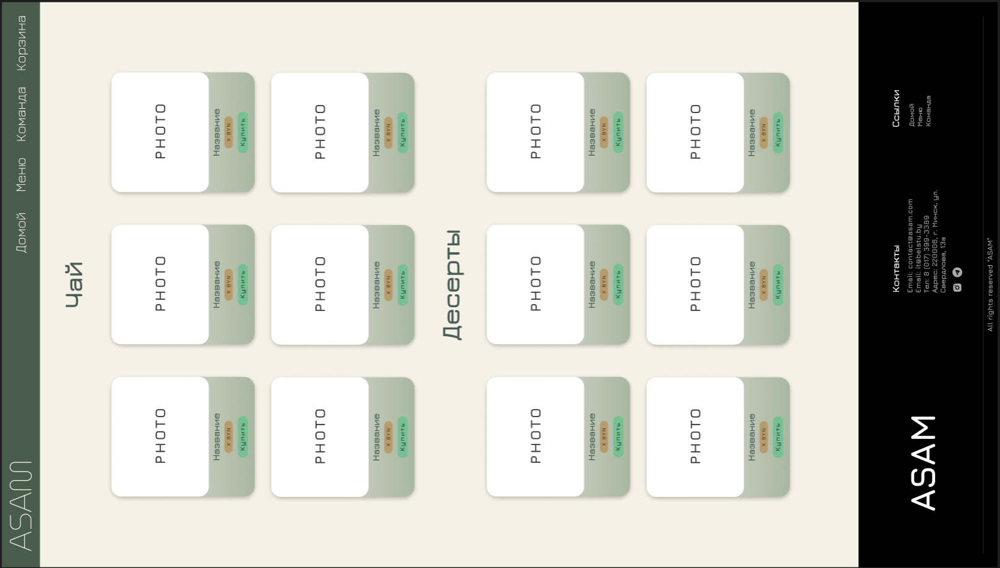 ASAM
Домой
Меню
Команда
Корзина
Чай
PHOTO
Название
X BYN
Купить
PHOTO
Название
X BYN
Купить
PHOTO
Название
X BYN
Купить
PHOTO
Название
X BYN
Купить
PHOTO
Название
X BYN
Купить
PHOTO
Название
X BYN
Купить
Десерты
PHOTO
Название
X BYN
Купить
PHOTO
Название
X BYN
Купить
PHOTO
Название
X BYN
Купить
PHOTO
Название
X BYN
Купить
PHOTO
Название
X BYN
Купить
PHOTO
Название
X BYN
Купить
ASAM
Контакты
Email: contact@asam.com
Email: it@belstu.by
Тел: 8 (017) 399-3389
Адрес: 220006, г. Минск, ул.
Свердлова, 13а
Ссылки
Домой
Меню
Команда
All rights reserved "ASAM"